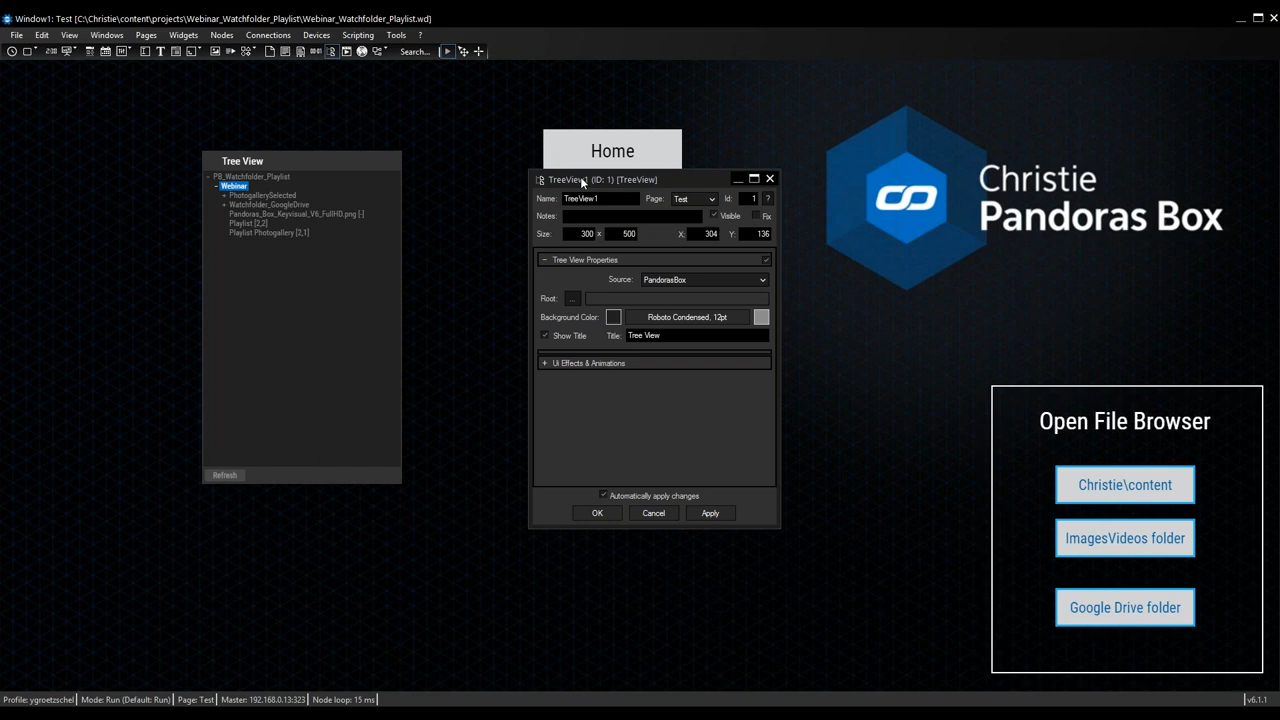 Window1: Test [C:\Christie\content\projects\Webinar_Watchfolder_Playlist\Webinar_Watchfolder_Playlist.wd]
File Edit View Windows Pages Widgets Nodes Connections Devices Scripting Tools ?
Search...
Tree View
PB_Watchfolder_Playlist
Webinar
PhotogallerySelected
Watchfolder_GoogleDrive
Pandoras_Box_Keyvisual_V6_FullHD.png [-]
Playlist [2,2]
Playlist Photogallery [2,1]
Refresh
Home
TreeView1 (ID: 1) [TreeView]
Name: TreeView1 Page: Test Id: 1 ?
Notes: Visible Fix
Size: 300 x 500 X: 304 Y: 136
Tree View Properties
Source: PandorasBox
Root: ...
Background Color: Roboto Condensed, 12pt
Show Title Title: Tree View
Ui Effects & Animations
Automatically apply changes
OK Cancel Apply
Christie
Pandoras Box
Open File Browser
Christie\content
ImagesVideos folder
Google Drive folder
Profile: ygroetzschel Mode: Run (Default: Run) Page: Test Master: 192.168.0.13:323 Node loop: 15 ms v6.1.1